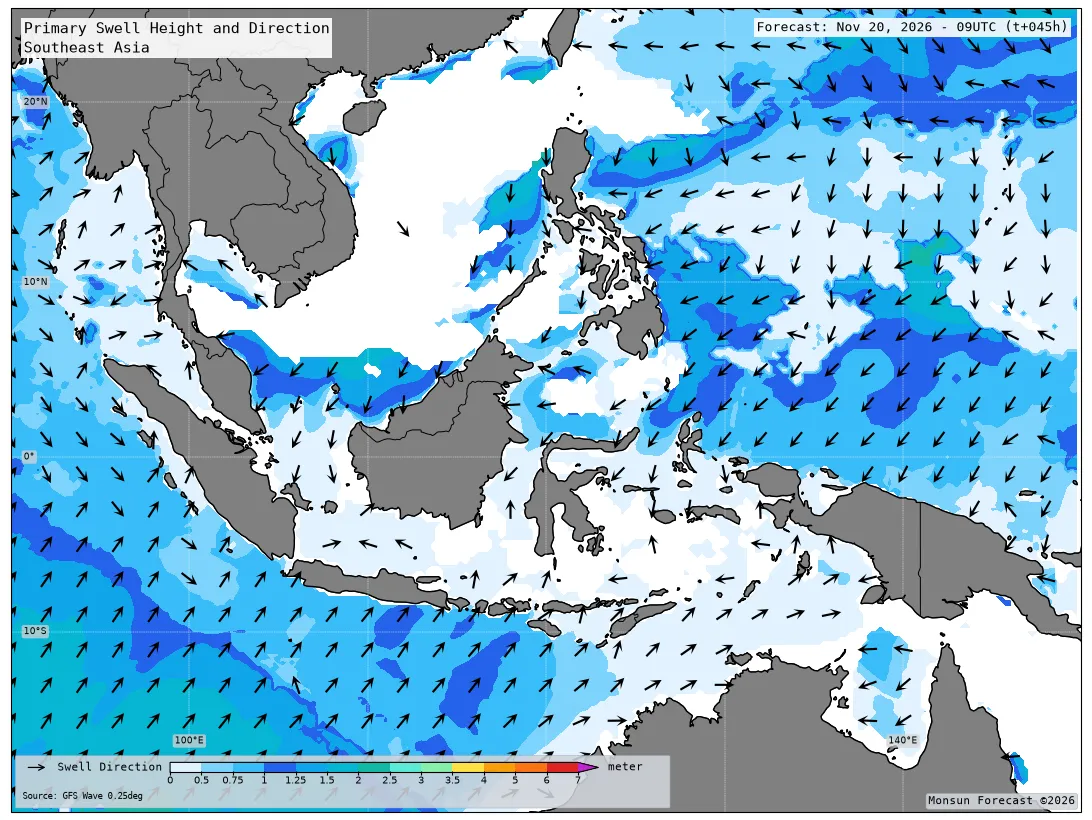 Primary Swell Height and Direction
Southeast Asia
Forecast: Nov 20, 2026 - 09UTC (t+045h)
20°N
10°N
0°
10°S
100°E
140°E
Swell Direction
meter
0 0.5 0.75 1 1.25 1.5 2 2.5 3 3.5 4 5 6 7
Source: GFS Wave 0.25deg
Monsun Forecast ©2026